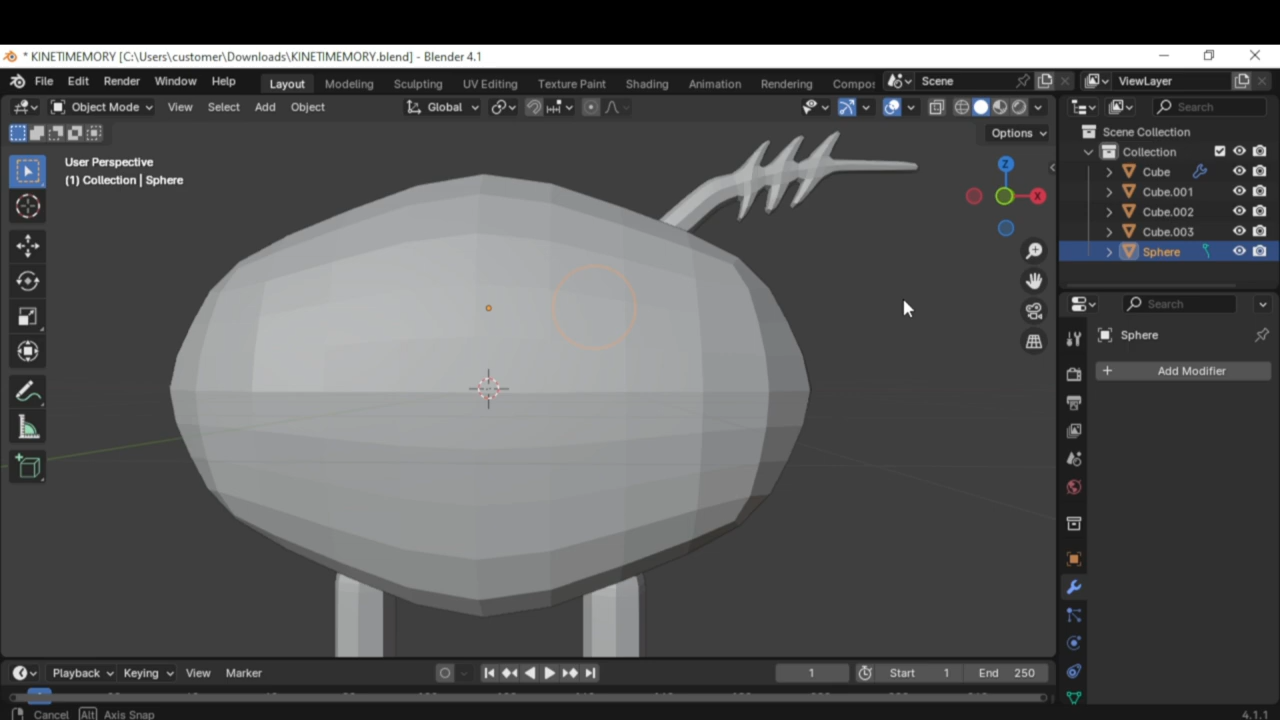 * KINETIMEMORY [C:\Users\customer\Downloads\KINETIMEMORY.blend] - Blender 4.1
File Edit Render Window Help Layout Modeling Sculpting UV Editing Texture Paint Shading Animation Rendering Compos Scene ViewLayer
Object Mode View Select Add Object Global Search
Options
User Perspective
(1) Collection | Sphere
Scene Collection
Collection
Cube
Cube.001
Cube.002
Cube.003
Sphere
Z
X
Search
Sphere
+ Add Modifier
Playback Keying View Marker 1 Start 1 End 250
Cancel Alt Axis Snap 4.1.1